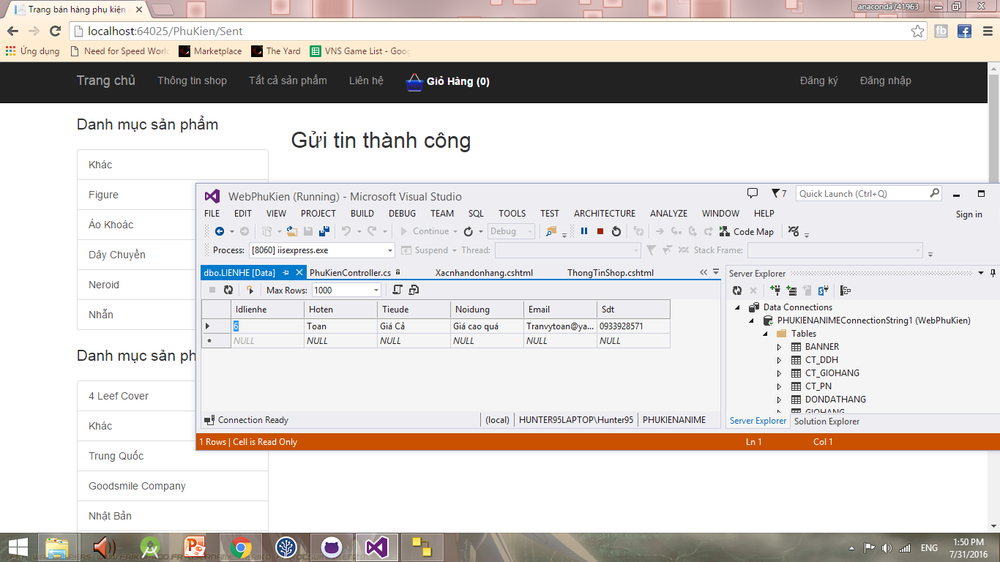 Trang bán hàng phụ kiện
anaconda741963
localhost:64025/PhuKien/Sent
Ứng dụng Need for Speed World Marketplace The Yard VNS Game List - Goo
Trang chủ Thông tin shop Tất cả sản phẩm Liên hệ Giỏ Hàng (0) Đăng ký Đăng nhập
Danh mục sản phẩm
Gửi tin thành công
Khác
Figure
Áo Khoác
Dây Chuyền
Neroid
Nhẫn
Danh mục sản ph
4 Leef Cover
Khác
Trung Quốc
Goodsmile Company
Nhật Bản
WebPhuKien (Running) - Microsoft Visual Studio
7
Quick Launch (Ctrl+Q)
FILE EDIT VIEW PROJECT BUILD DEBUG TEAM SQL TOOLS TEST ARCHITECTURE ANALYZE WINDOW HELP
Sign in
Continue Debug Code Map
Process: [8060] iisexpress.exe Suspend Thread: Stack Frame:
dbo.LIENHE [Data] PhuKienController.cs Xacnhandonhang.cshtml ThongTinShop.cshtml
Max Rows: 1000
Idlienhe Hoten Tieude Noidung Email Sdt
6 Toan Giá Cả Giá cao quá Tranvytoan@ya... 0933928571
NULL NULL NULL NULL NULL NULL
Connection Ready (local) HUNTER95LAPTOP\Hunter95 PHUKIENANIME
Server Explorer
Data Connections
PHUKIENANIMEConnectionString1 (WebPhuKien)
Tables
BANNER
CT_DDH
CT_GIOHANG
CT_PN
DONDATHANG
GIOHANG
Server Explorer Solution Explorer
1 Rows | Cell is Read Only Ln 1 Col 1
ENG
1:50 PM
7/31/2016